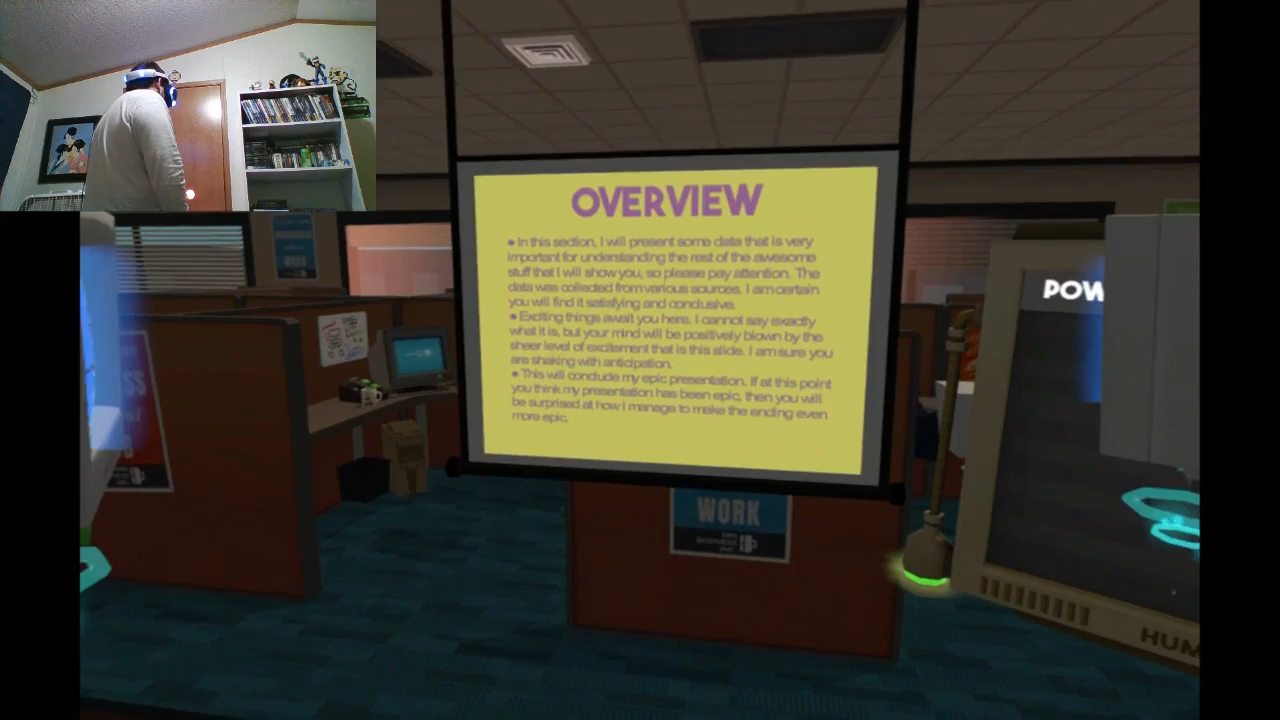 OVERVIEW
• In this section, I will present some data that is very
important for understanding the rest of the awesome
stuff that I will show you, so please pay attention. The
data was collected from various sources. I am certain
you will find it satisfying and conclusive.
• Exciting things await you here. I cannot say exactly
what it is, but your mind will be positively blown by the
sheer level of excitement that is this slide. I am sure you
are shaking with anticipation.
• This will conclude my epic presentation. If at this point
you think my presentation has been epic, then you will
be surprised at how I manage to make the ending even
more epic.
POW
WORK
HUM